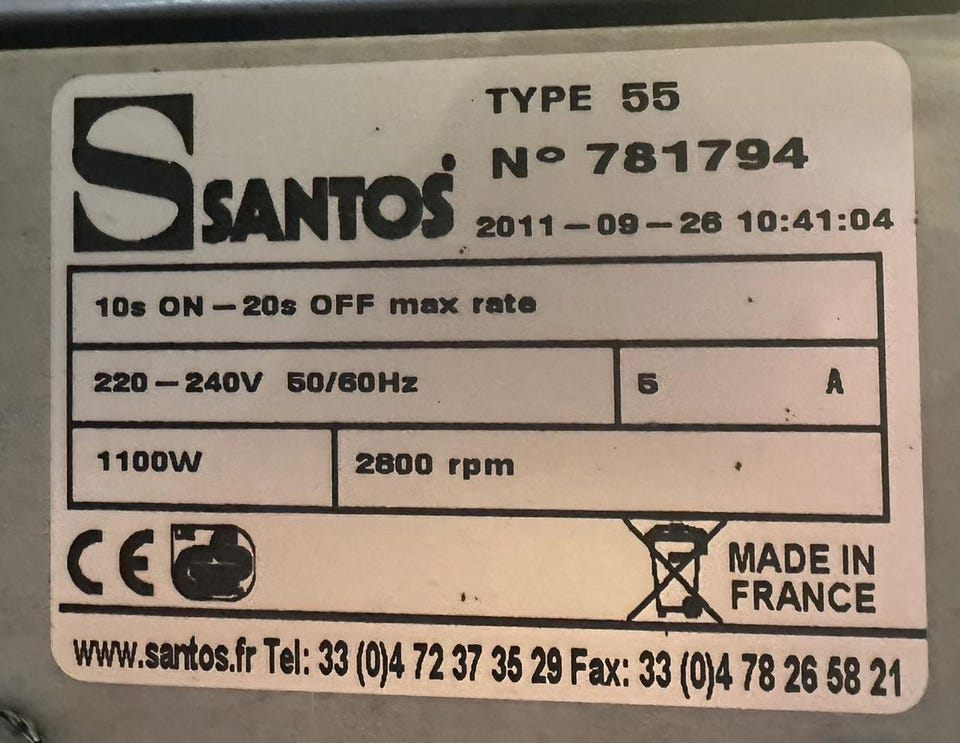 S SANTOS
TYPE 55
Nº 781794
2011-09-26 10:41:04
10s ON - 20s OFF max rate
220-240V 50/60Hz 5 A
1100W 2800 rpm
CE
MADE IN
FRANCE
www.santos.fr Tel: 33 (0)4 72 37 35 29 Fax: 33 (0)4 78 26 58 21